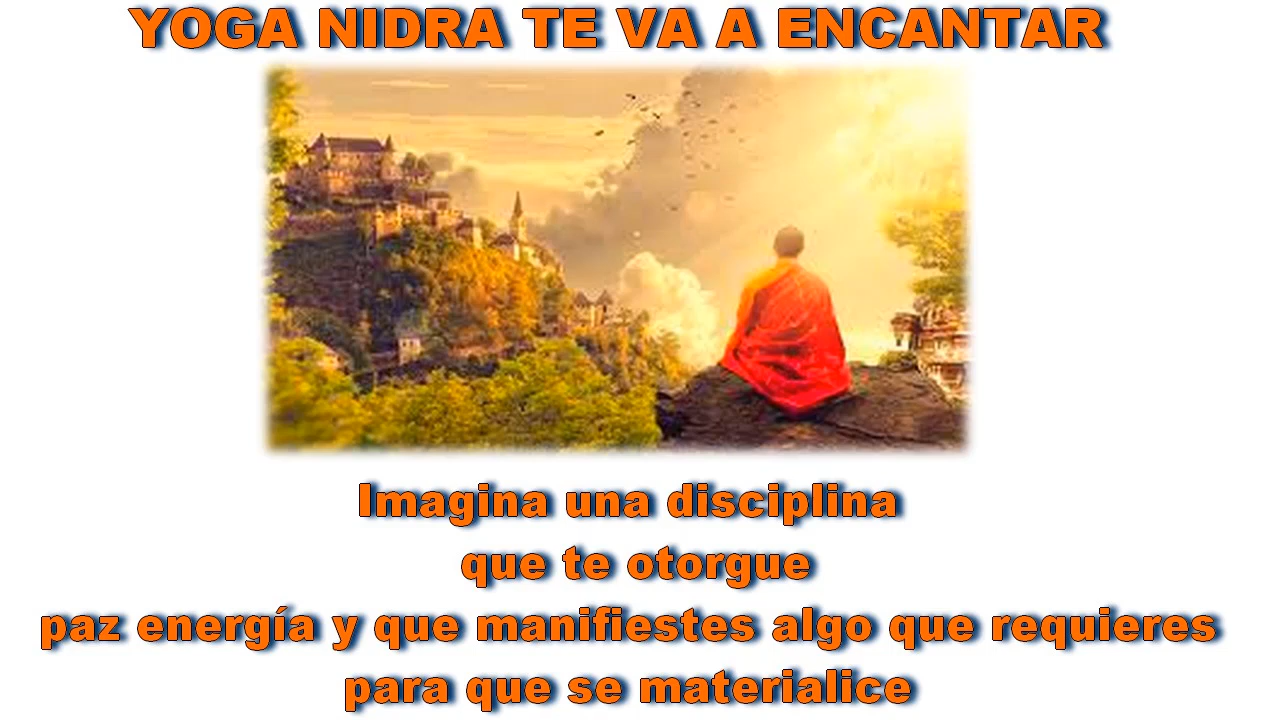 YOGA NIDRA TE VA A ENCANTAR
Imagina una disciplina
que te otorgue
paz energía y que manifiestes algo que requieres
para que se materialice